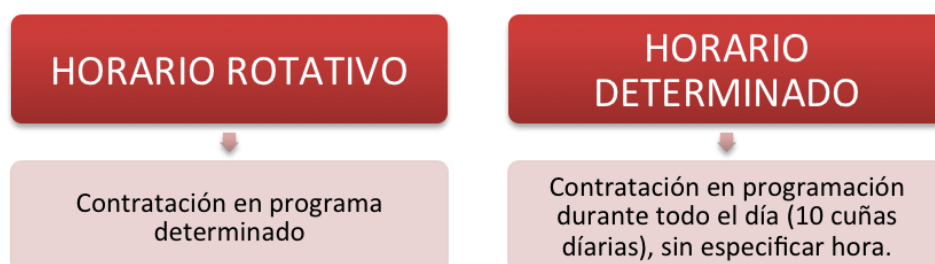 HORARIO ROTATIVO
Contratación en programa
determinado
HORARIO
DETERMINADO
Contratación en programación
durante todo el día (10 cuñas
díarias), sin especificar hora.